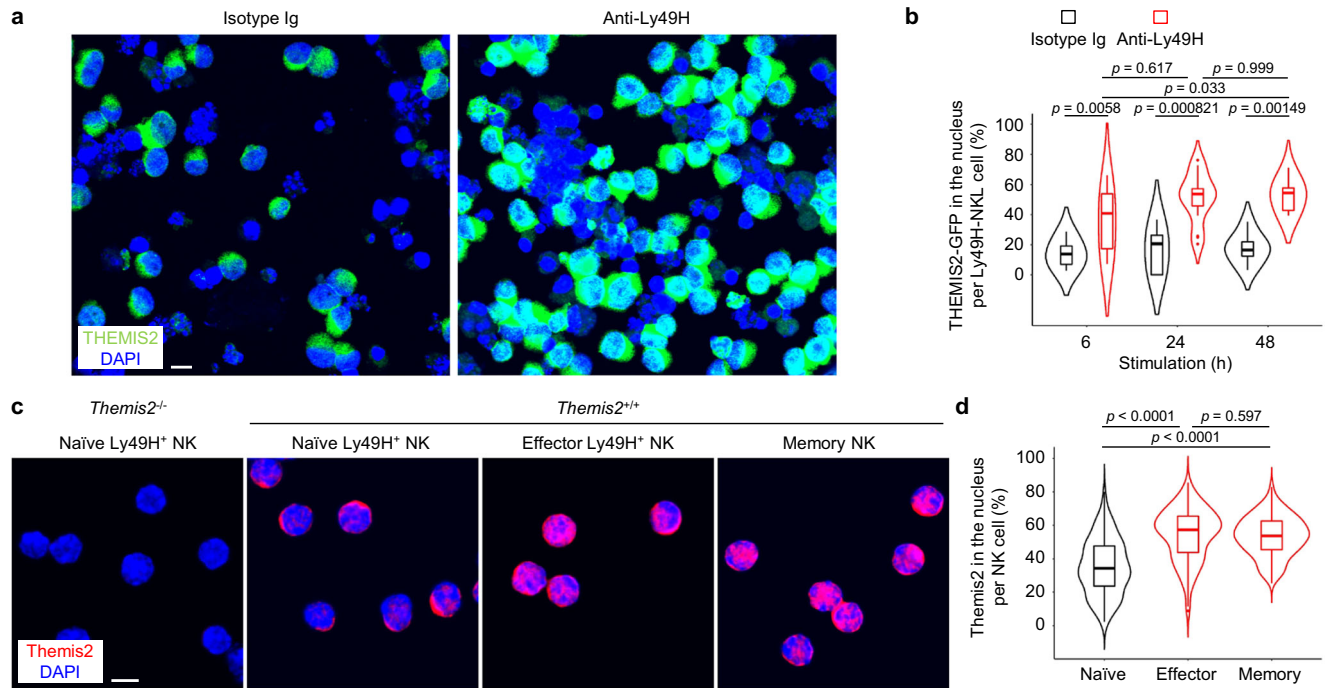 a
Isotype Ig
Anti-Ly49H
THEMIS2
DAPI
b
Isotype Ig Anti-Ly49H
p = 0.617 p = 0.999
p = 0.033
p = 0.0058 p = 0.000821 p = 0.00149
THEMIS2-GFP in the nucleus
per Ly49H-NKL cell (%)
100
80
60
40
20
0
6 24 48
Stimulation (h)
c
Themis2-/-
Themis2+/+
Naïve Ly49H+ NK
Naïve Ly49H+ NK
Effector Ly49H+ NK
Memory NK
Themis2
DAPI
d
p < 0.0001 p = 0.597
p < 0.0001
Themis2 in the nucleus
per NK cell (%)
100
80
60
40
20
0
Naïve Effector Memory